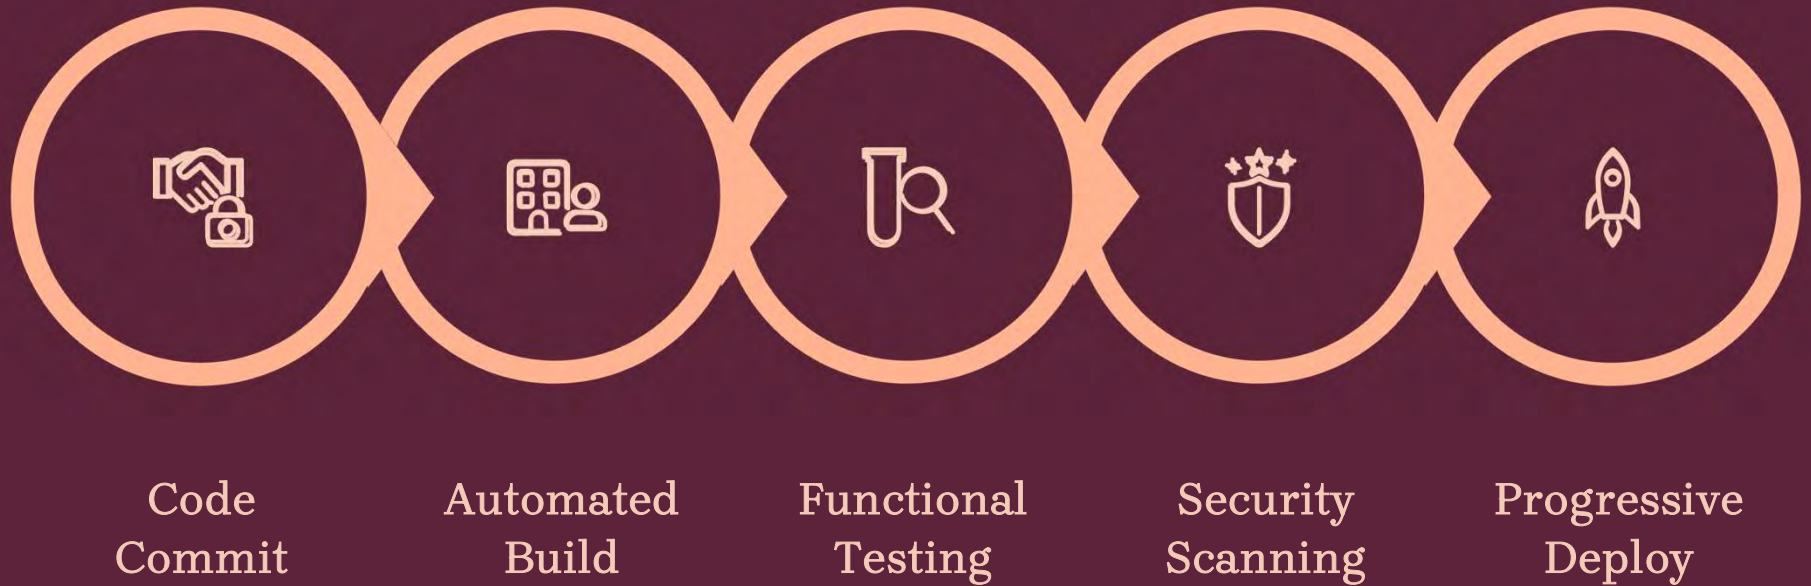 Code
Commit
Automated
Build
Functional
Testing
Security
Scanning
Progressive
Deploy